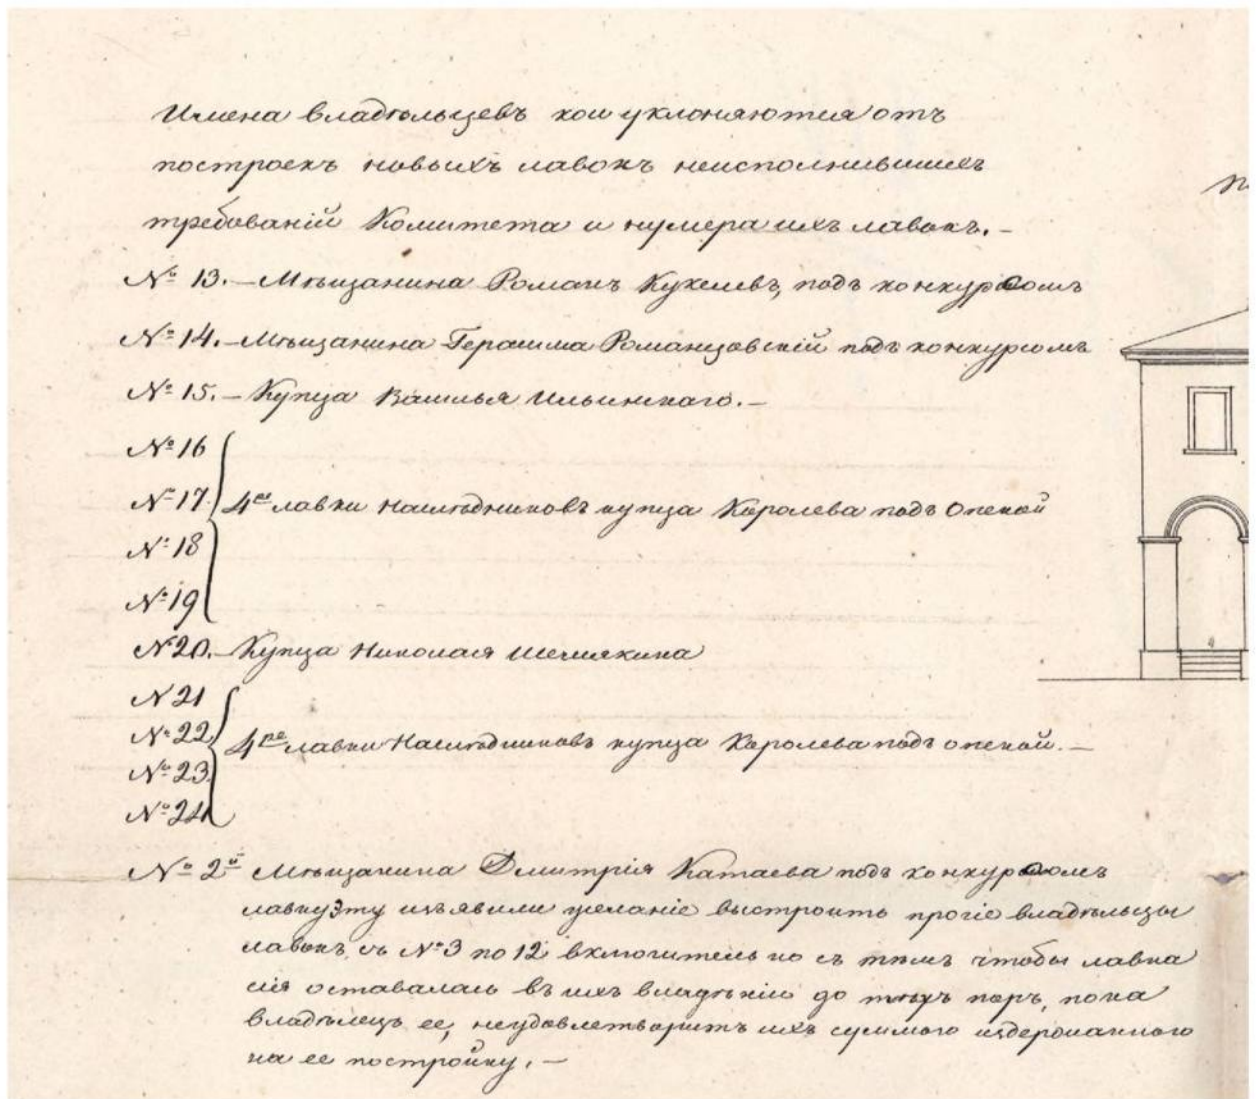 Имена владѣльцевъ кои уклоняются отъ
построекъ новыхъ лавокъ неисполнившихъ
требованій Комитета и нумера ихъ лавокъ. –
№ 13. – Мѣщанина Романъ Кукелевъ, подъ конкурсомъ
№ 14. – Мѣщанина Герасима Романцовскій подъ конкурсомъ
№ 15. – Купца Василья Ильинскаго. –
№ 16
№ 17
4ре лавки Наслѣдниковъ купца Королева подъ Опекой
№ 18
№ 19
№ 20. – Купца Николая
N 21
№ 22
4ре лавки Наслѣдниковъ купца Королева подъ опекой. –
№ 23
№ 24
№ 2й Мѣщанина Дмитрія Катаева подъ конкурсомъ
лавку Эту изъявили желаніе выстроить прочіе владѣльцы
лавокъ, съ № 3 по 12 включительно съ тѣмъ чтобы лавка
сія оставалась въ ихъ владѣніи до тѣхъ поръ, пока
владѣлецъ ее, неудовлетворитъ ихъ суммою издержанною
на ее постройку. –